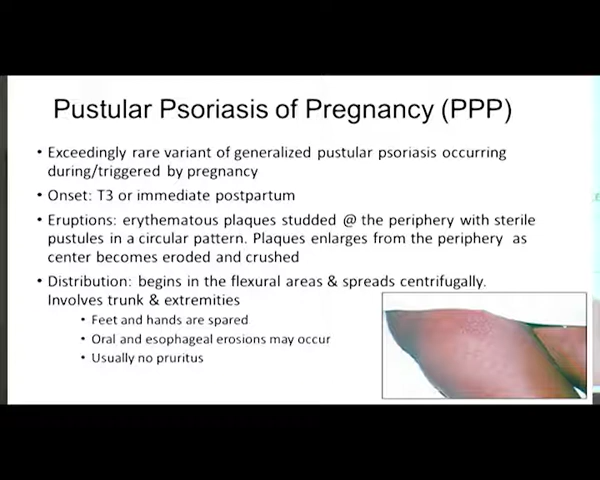 Pustular Psoriasis of Pregnancy (PPP)
• Exceedingly rare variant of generalized pustular psoriasis occurring
during/triggered by pregnancy
• Onset: T3 or immediate postpartum
• Eruptions: erythematous plaques studded @ the periphery with sterile
pustules in a circular pattern. Plaques enlarges from the periphery as
center becomes eroded and crushed
• Distribution: begins in the flexural areas & spreads centrifugally.
Involves trunk & extremities
• Feet and hands are spared
• Oral and esophageal erosions may occur
• Usually no pruritus